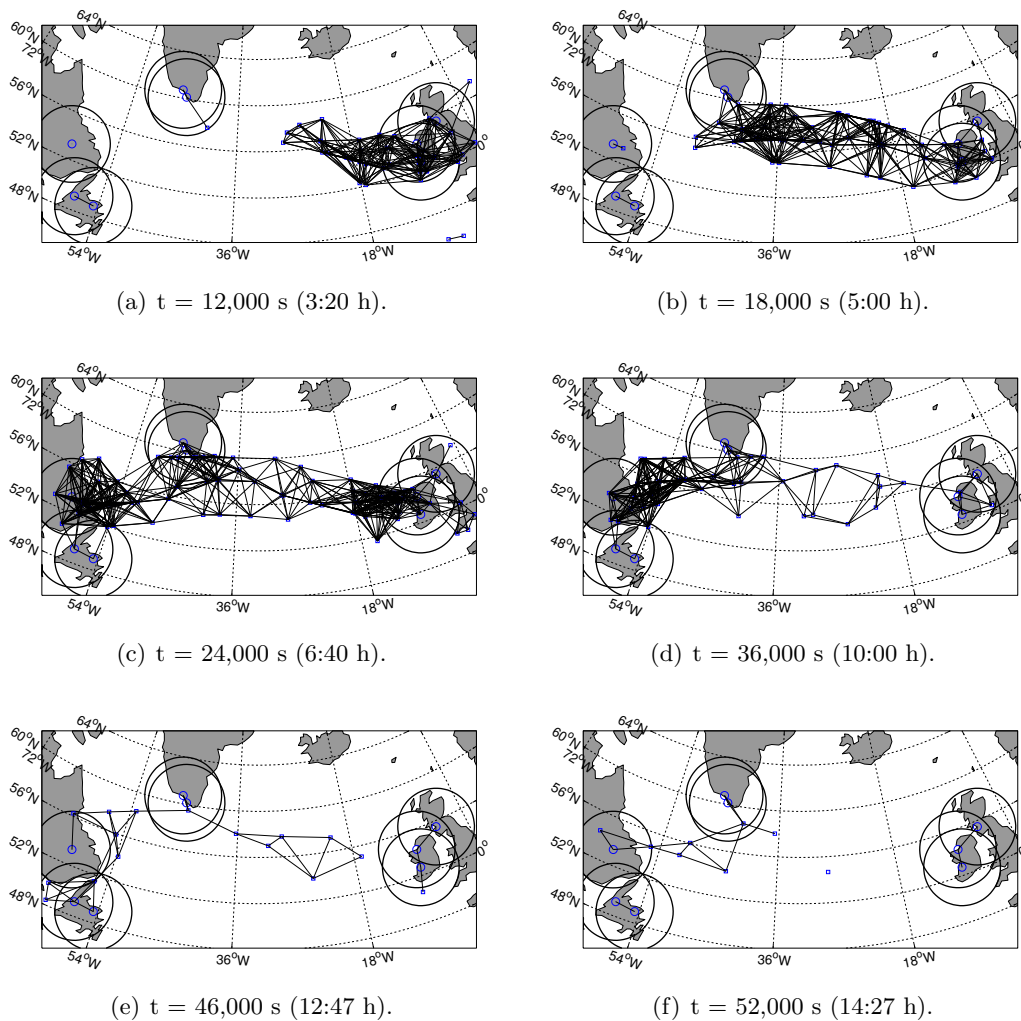 64°N
60°N
72°N
56°N
52°N
48°N
54°W
36°W
18°W
0°
64°N
60°N
72°N
56°N
52°N
48°N
54°W
36°W
18°W
0°
(a) t = 12,000 s (3:20 h).
(b) t = 18,000 s (5:00 h).
64°N
60°N
72°N
56°N
52°N
48°N
54°W
36°W
18°W
0°
64°N
60°N
72°N
56°N
52°N
48°N
54°W
36°W
18°W
0°
(c) t = 24,000 s (6:40 h).
(d) t = 36,000 s (10:00 h).
64°N
60°N
72°N
56°N
52°N
48°N
54°W
36°W
18°W
0°
64°N
60°N
72°N
56°N
52°N
48°N
54°W
36°W
18°W
0°
(e) t = 46,000 s (12:47 h).
(f) t = 52,000 s (14:27 h).